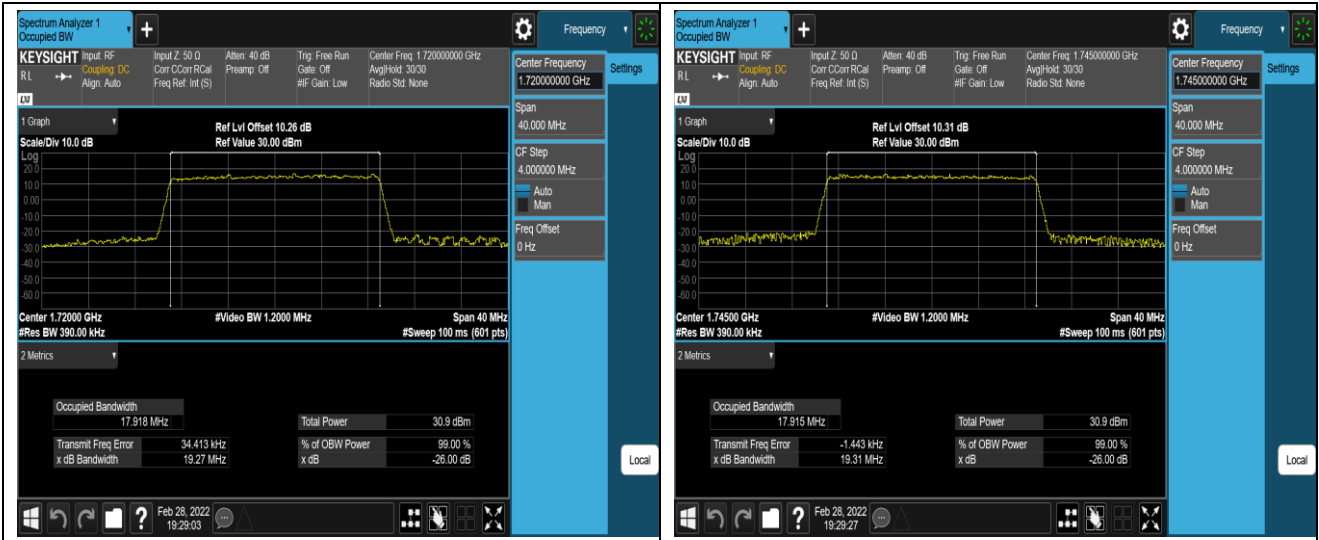 Spectrum Analyzer 1
Occupied BW
+
Frequency
KEYSIGHT
Input: RF
Input Z: 50 Ω
Atten: 40 dB
Trig: Free Run
Center Freq: 1.720000000 GHz
RL
Coupling: DC
Corr CCorr RCal
Preamp: Off
Gate: Off
Avg|Hold: 30/30
Align: Auto
Freq Ref: Int (S)
#IF Gain: Low
Radio Std: None
LXI
1 Graph
Ref Lvl Offset 10.26 dB
Scale/Div 10.0 dB
Ref Value 30.00 dBm
Log
20.0
10.0
0.00
-10.0
-20.0
-30.0
-40.0
-50.0
-60.0
Center 1.72000 GHz
#Video BW 1.2000 MHz
Span 40 MHz
#Res BW 390.00 kHz
#Sweep 100 ms (601 pts)
2 Metrics
Occupied Bandwidth
17.918 MHz
Total Power
30.9 dBm
Transmit Freq Error
34.413 kHz
% of OBW Power
99.00 %
x dB Bandwidth
19.27 MHz
x dB
-26.00 dB
Center Frequency
1.720000000 GHz
Settings
Span
40.000 MHz
CF Step
4.000000 MHz
Auto
Man
Freq Offset
0 Hz
Local
?
Feb 28, 2022
19:29:03
Spectrum Analyzer 1
Occupied BW
+
Frequency
KEYSIGHT
Input: RF
Input Z: 50 Ω
Atten: 40 dB
Trig: Free Run
Center Freq: 1.745000000 GHz
RL
Coupling: DC
Corr CCorr RCal
Preamp: Off
Gate: Off
Avg|Hold: 30/30
Align: Auto
Freq Ref: Int (S)
#IF Gain: Low
Radio Std: None
LXI
1 Graph
Ref Lvl Offset 10.31 dB
Scale/Div 10.0 dB
Ref Value 30.00 dBm
Log
20.0
10.0
0.00
-10.0
-20.0
-30.0
-40.0
-50.0
-60.0
Center 1.74500 GHz
#Video BW 1.2000 MHz
Span 40 MHz
#Res BW 390.00 kHz
#Sweep 100 ms (601 pts)
2 Metrics
Occupied Bandwidth
17.915 MHz
Total Power
30.9 dBm
Transmit Freq Error
-1.443 kHz
% of OBW Power
99.00 %
x dB Bandwidth
19.31 MHz
x dB
-26.00 dB
Center Frequency
1.745000000 GHz
Settings
Span
40.000 MHz
CF Step
4.000000 MHz
Auto
Man
Freq Offset
0 Hz
Local
?
Feb 28, 2022
19:29:27